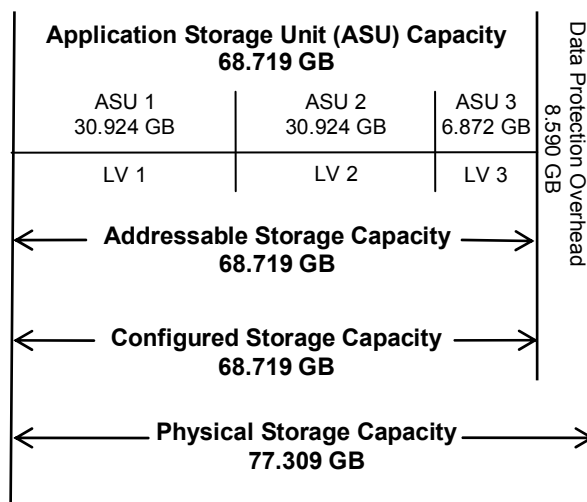 Application Storage Unit (ASU) Capacity
68.719 GB
ASU 1
30.924 GB
ASU 2
30.924 GB
ASU 3
6.872 GB
LV 1
LV 2
LV 3
Data Protection Overhead
8.590 GB
Addressable Storage Capacity
68.719 GB
Configured Storage Capacity
68.719 GB
Physical Storage Capacity
77.309 GB